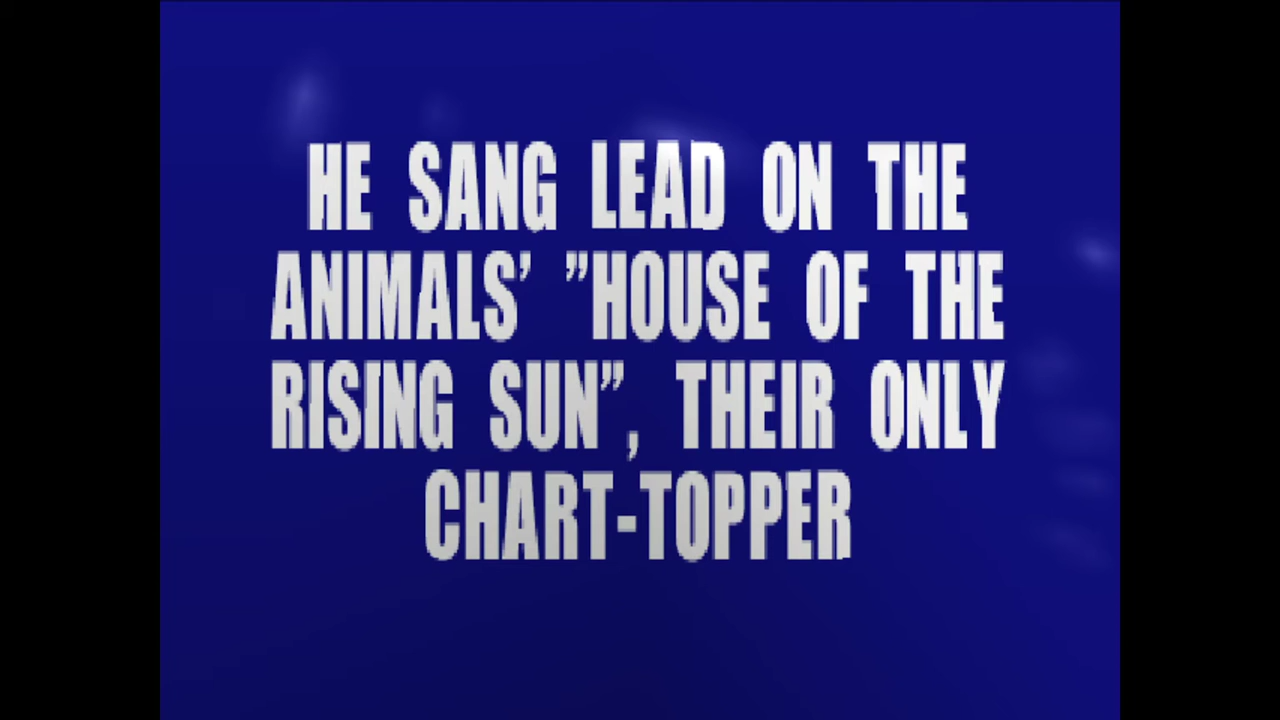 HE SANG LEAD ON THE
ANIMALS' "HOUSE OF THE
RISING SUN", THEIR ONLY
CHART-TOPPER